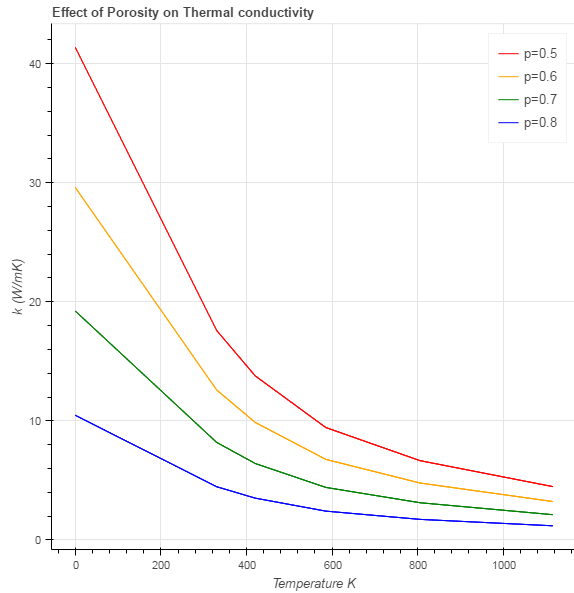 Effect of Porosity on Thermal conductivity
p=0.5
p=0.6
p=0.7
p=0.8
k (W/mK)
40
30
20
10
0
0 200 400 600 800 1000
Temperature K